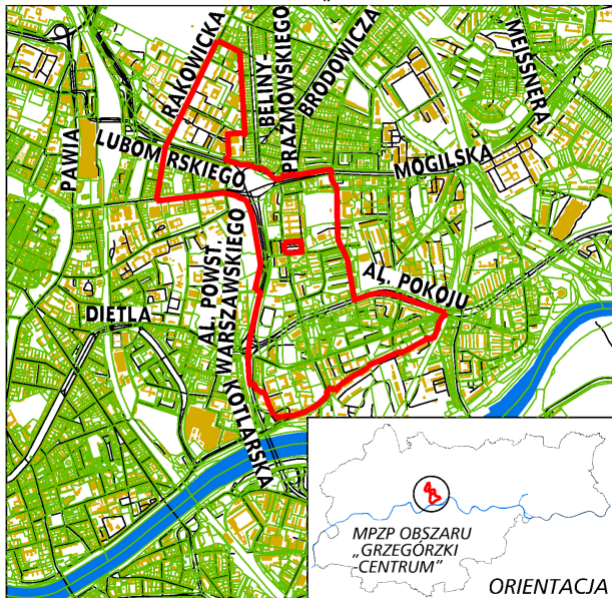 RAKOWICKA
BELINY-
PRAŻMOWSKIEGO
BRODOWICZA
MEISSNERA
PAWIA
LUBOMIRSKIEGO
MOGILSKA
AL. POWST.
WARSZAWSKIEGO
AL. POKOJU
DIETLA
KOTLARSKA
MPZP OBSZARU
„GRZEGÓRZKI
-CENTRUM”
ORIENTACJA